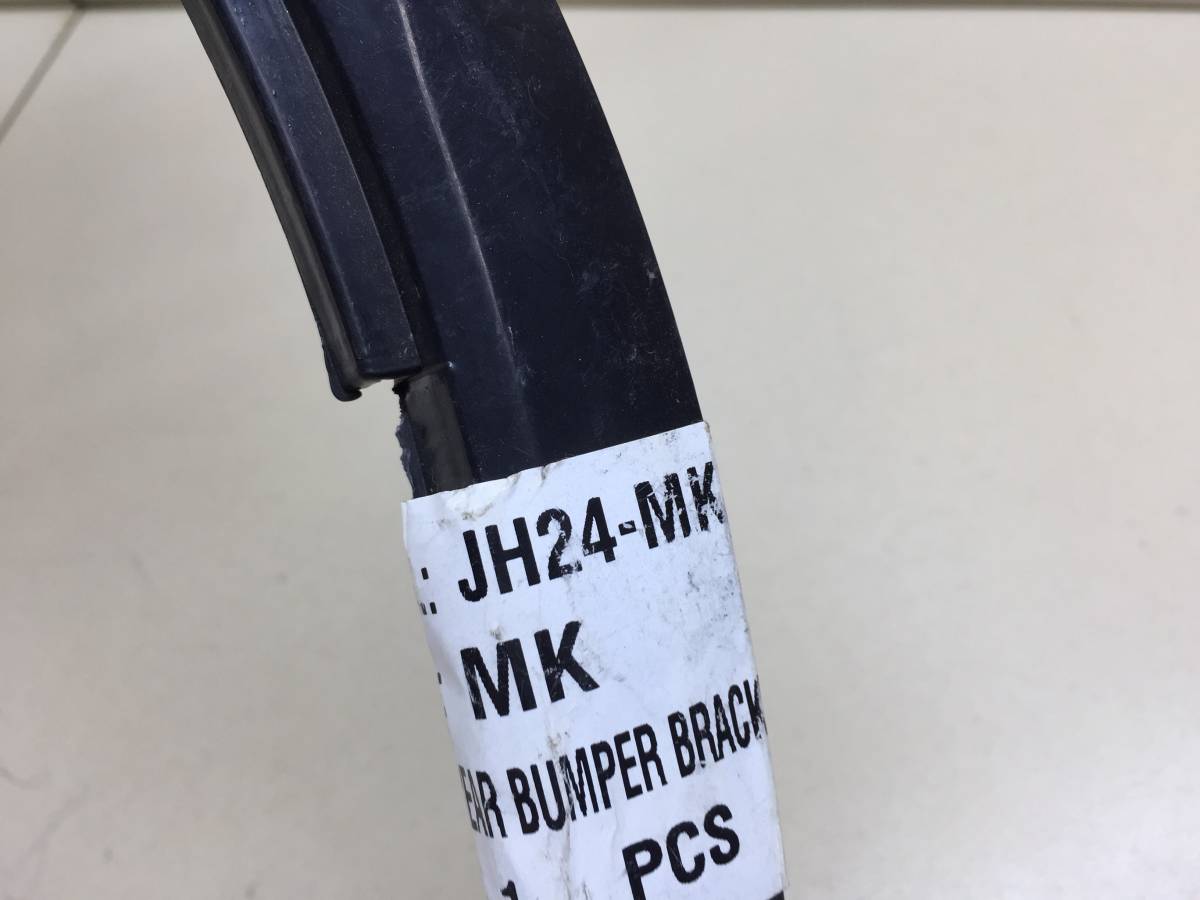 .: JH24-MK
: MK
EAR BUMPER BRACK
1 PCS